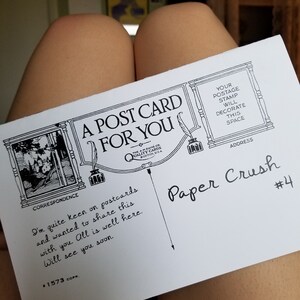 A POST CARD
FOR YOU
YOUR
POSTAGE
STAMP
WILL
DECORATE
THIS
SPACE
CORRESPONDENCE
ADDRESS
I'm quite keen on postcards
and wanted to share this
with you. All is well here.
Will see you soon.
Paper Crush
#4